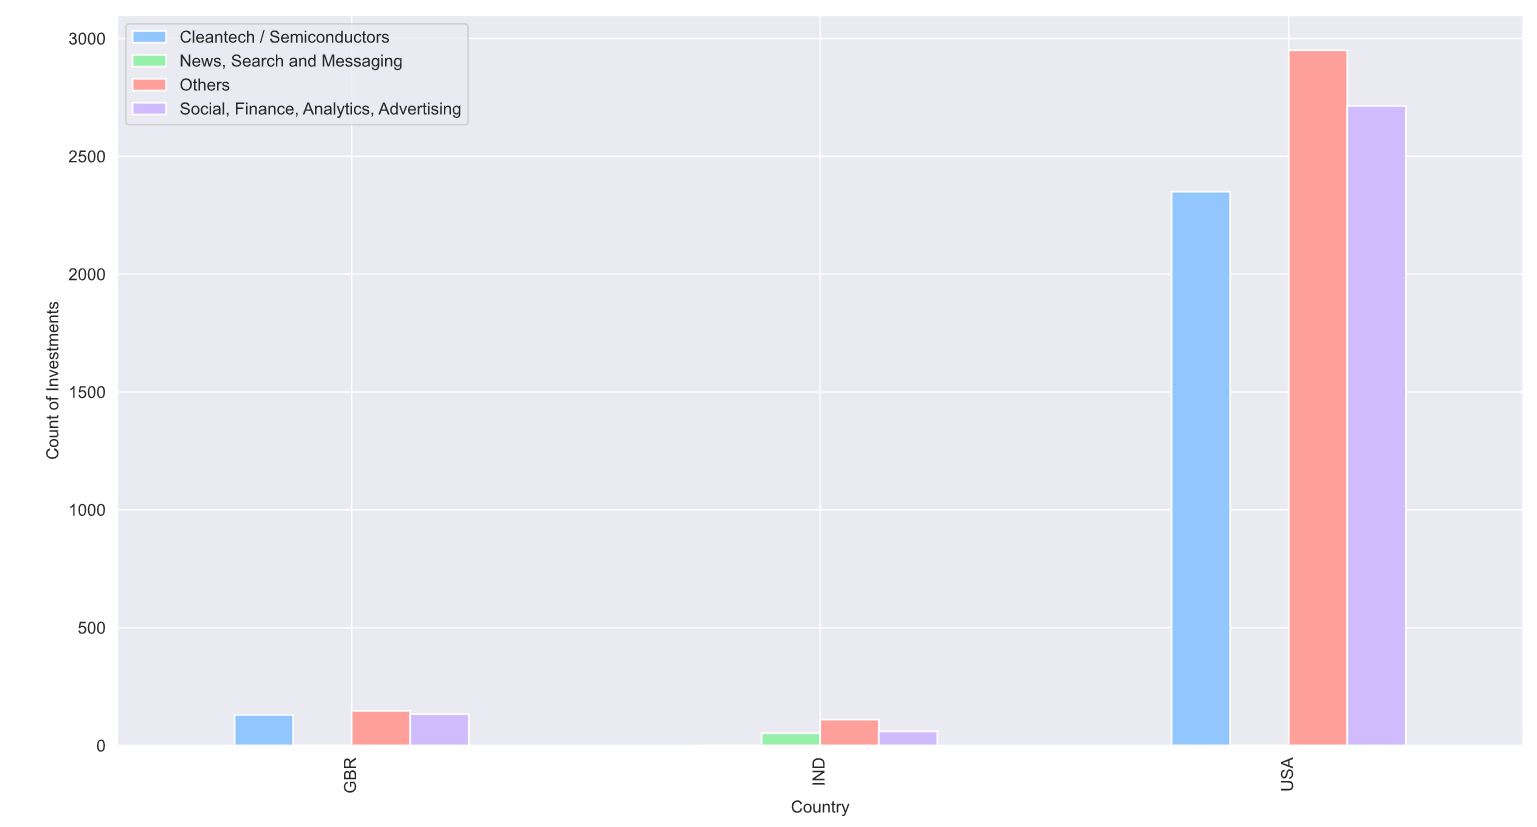 Cleantech / Semiconductors
News, Search and Messaging
Others
Social, Finance, Analytics, Advertising
3000
2500
2000
1500
1000
500
0
Count of Investments
GBR
IND
USA
Country